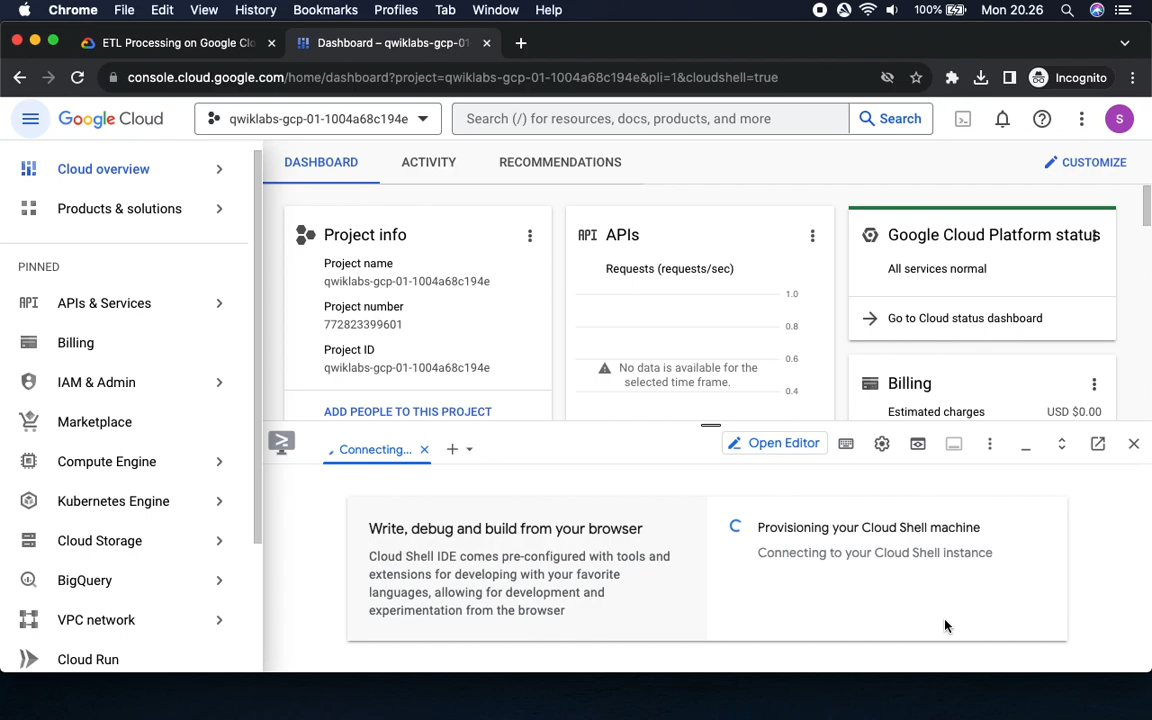 Chrome File Edit View History Bookmarks Profiles Tab Window Help 100% Mon 20.26
ETL Processing on Google Clo
Dashboard – qwiklabs-gcp-01
console.cloud.google.com/home/dashboard?project=qwiklabs-gcp-01-1004a68c194e&pli=1&cloudshell=true
Incognito
Google Cloud
qwiklabs-gcp-01-1004a68c194e
Search (/) for resources, docs, products, and more
Search
S
Cloud overview
Products & solutions
PINNED
API APIs & Services
Billing
IAM & Admin
Marketplace
Compute Engine
Kubernetes Engine
Cloud Storage
BigQuery
VPC network
Cloud Run
DASHBOARD
ACTIVITY
RECOMMENDATIONS
CUSTOMIZE
Project info
Project name
qwiklabs-gcp-01-1004a68c194e
Project number
772823399601
Project ID
qwiklabs-gcp-01-1004a68c194e
ADD PEOPLE TO THIS PROJECT
API APIs
Requests (requests/sec)
1.0
0.8
0.6
0.4
No data is available for the
selected time frame.
Google Cloud Platform status
All services normal
Go to Cloud status dashboard
Billing
Estimated charges USD $0.00
Connecting...
Open Editor
Write, debug and build from your browser
Cloud Shell IDE comes pre-configured with tools and
extensions for developing with your favorite
languages, allowing for development and
experimentation from the browser
Provisioning your Cloud Shell machine
Connecting to your Cloud Shell instance